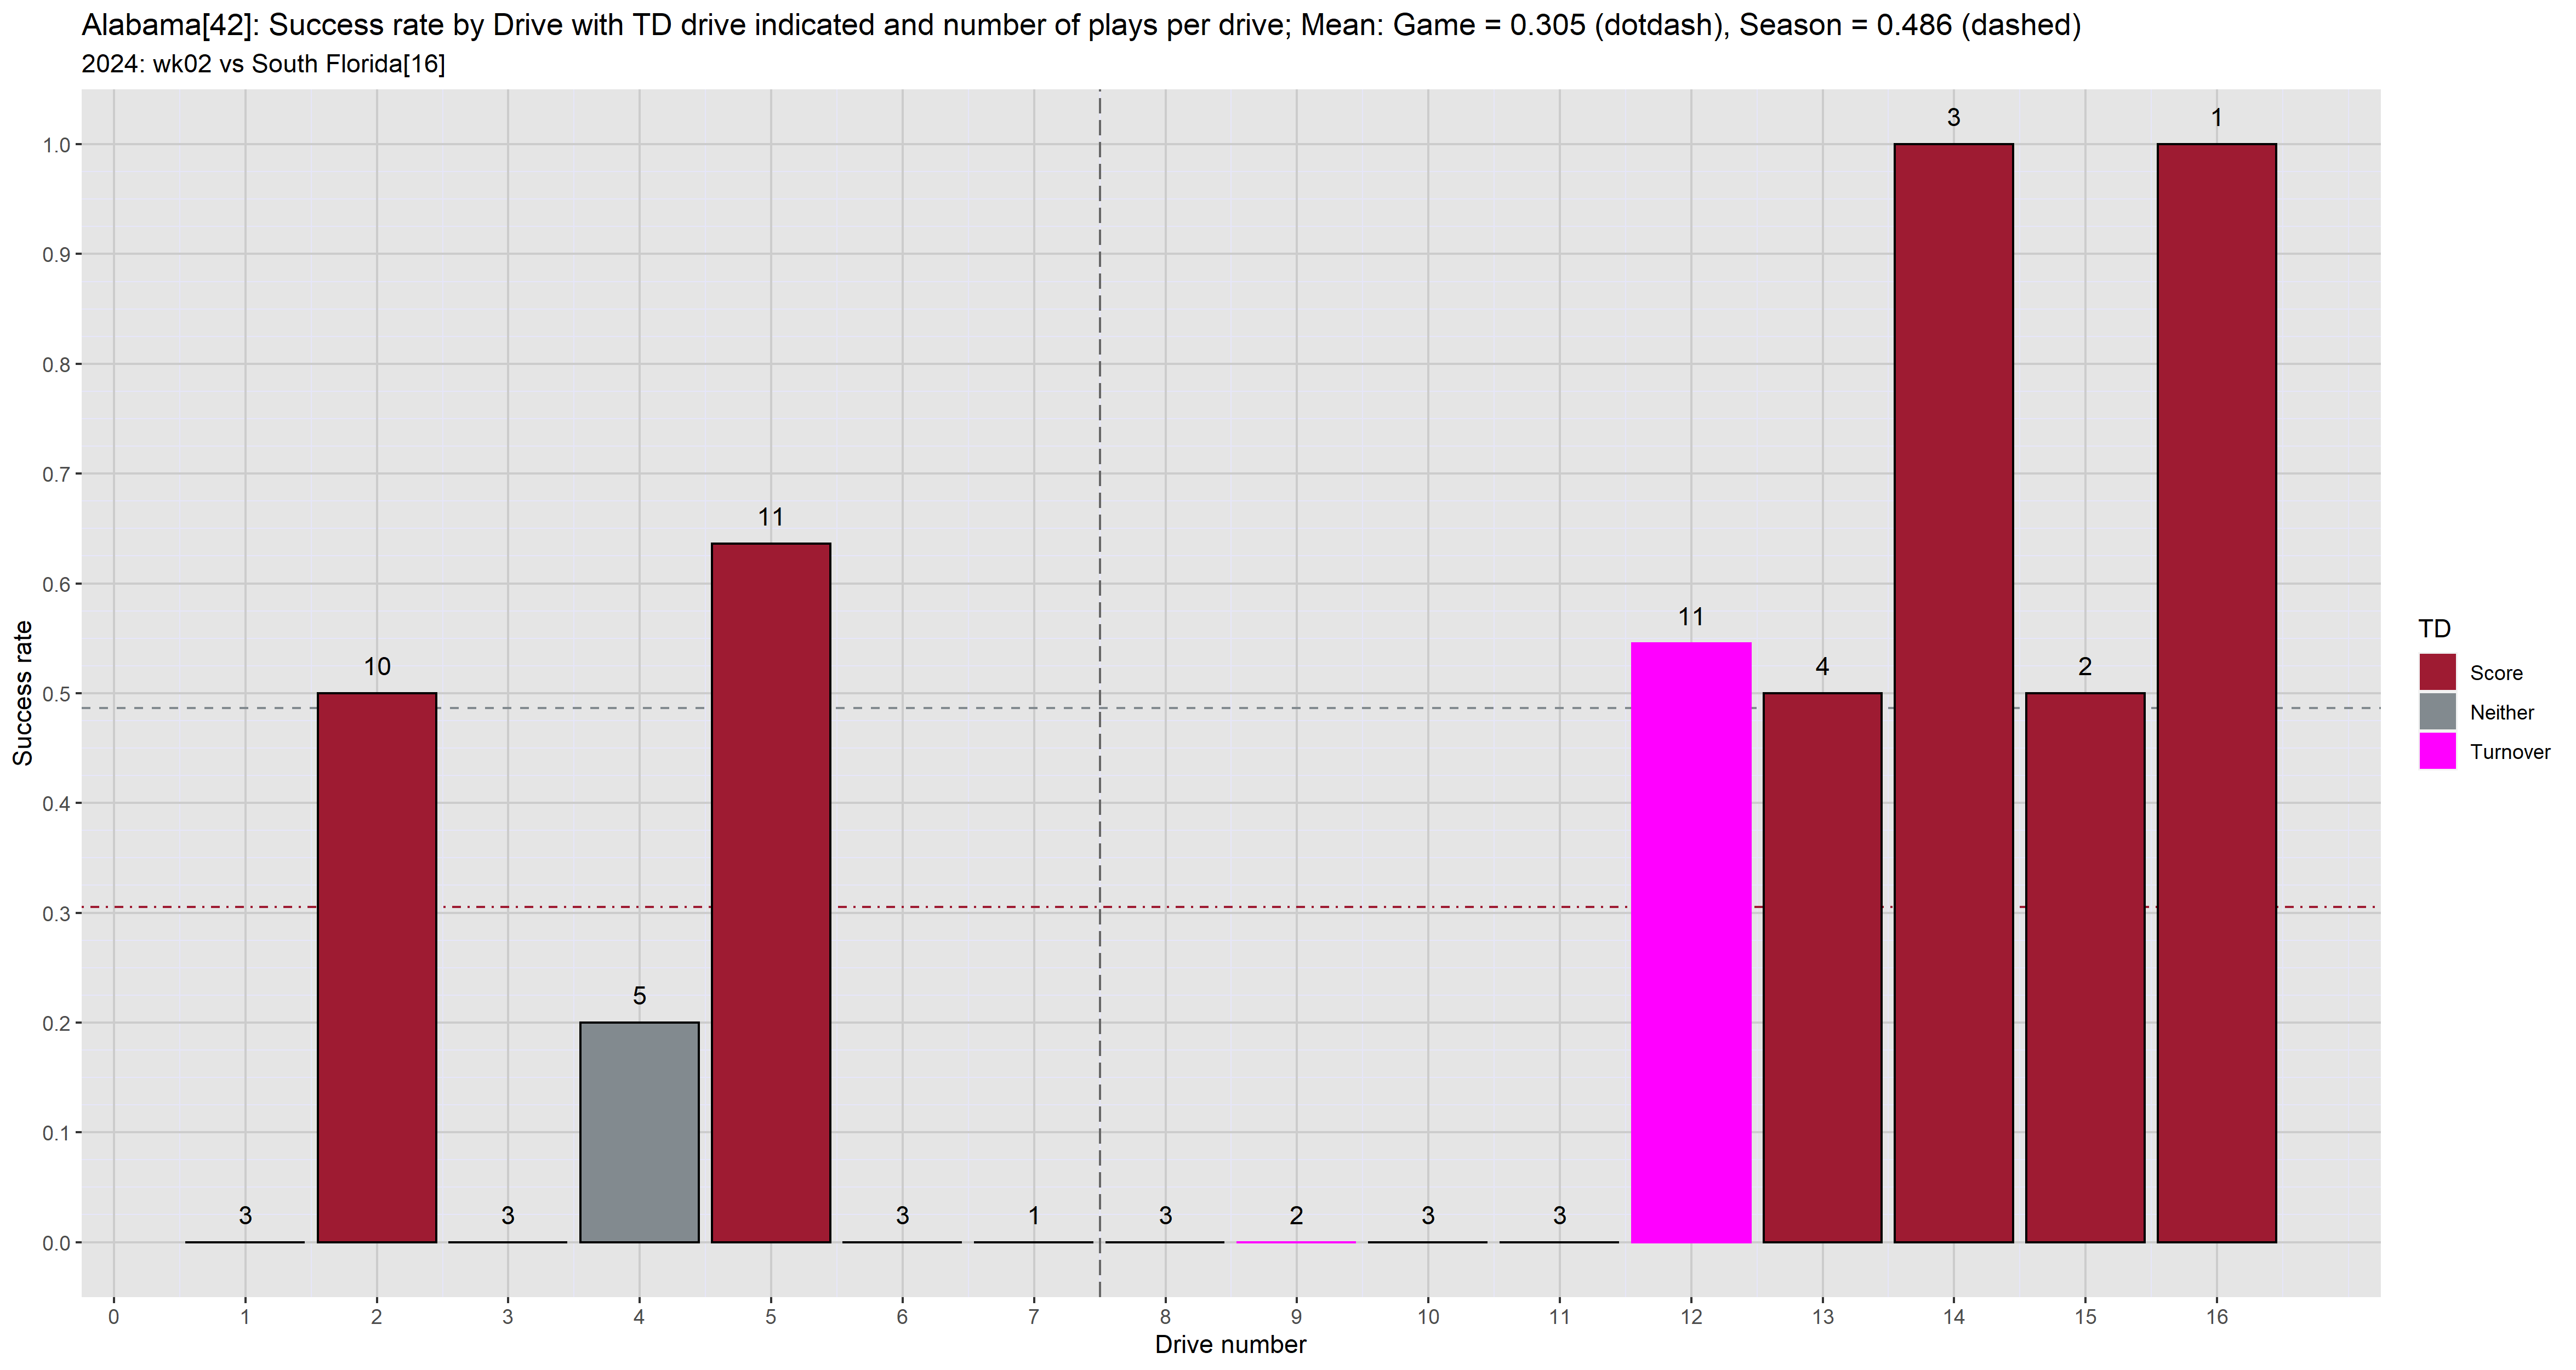 Alabama[42]: Success rate by Drive with TD drive indicated and number of plays per drive; Mean: Game = 0.305 (dotdash), Season = 0.486 (dashed)
2024: wk02 vs South Florida[16]
3 1
1.0
0.9
0.8
0.7
11
0.6
11
10 4 2
0.5
0.4
0.3
5
0.2
0.1
3 3 3 1 3 2 3 3
0.0
0 1 2 3 4 5 6 7 8 9 10 11 12 13 14 15 16
Drive number
Success rate
TD
Score
Neither
Turnover